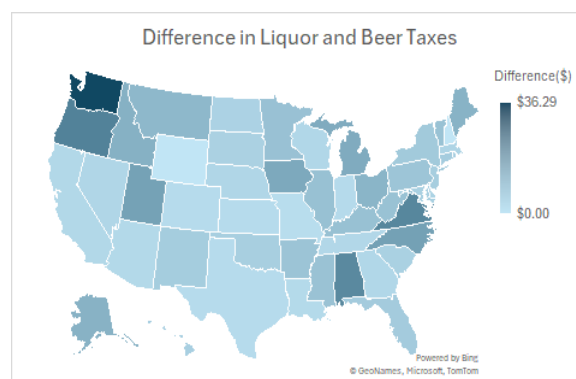 Difference in Liquor and Beer Taxes
Difference($)
$36.29
$0.00
Powered by Bing
© GeoNames, Microsoft, TomTom